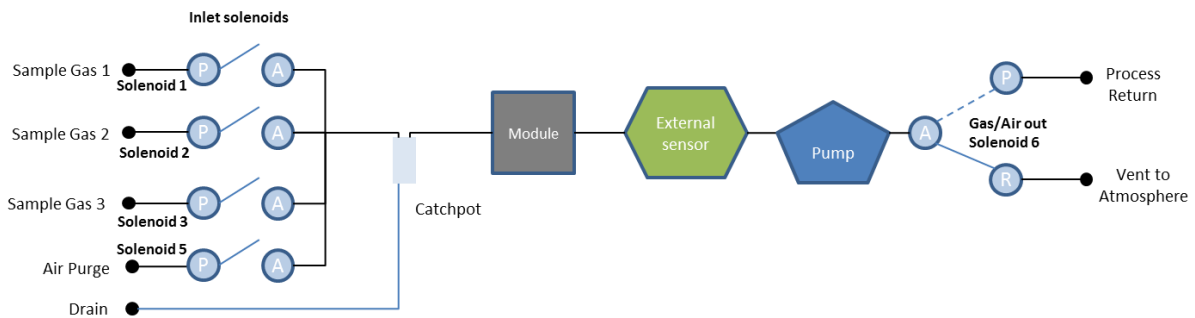 Inlet solenoids
Sample Gas 1
P
A
Solenoid 1
Sample Gas 2
P
A
Solenoid 2
Sample Gas 3
P
A
Solenoid 3
Solenoid 5
Air Purge
P
A
Drain
Catchpot
Module
External
sensor
Pump
A
P
Process
Return
Gas/Air out
Solenoid 6
R
Vent to
Atmosphere